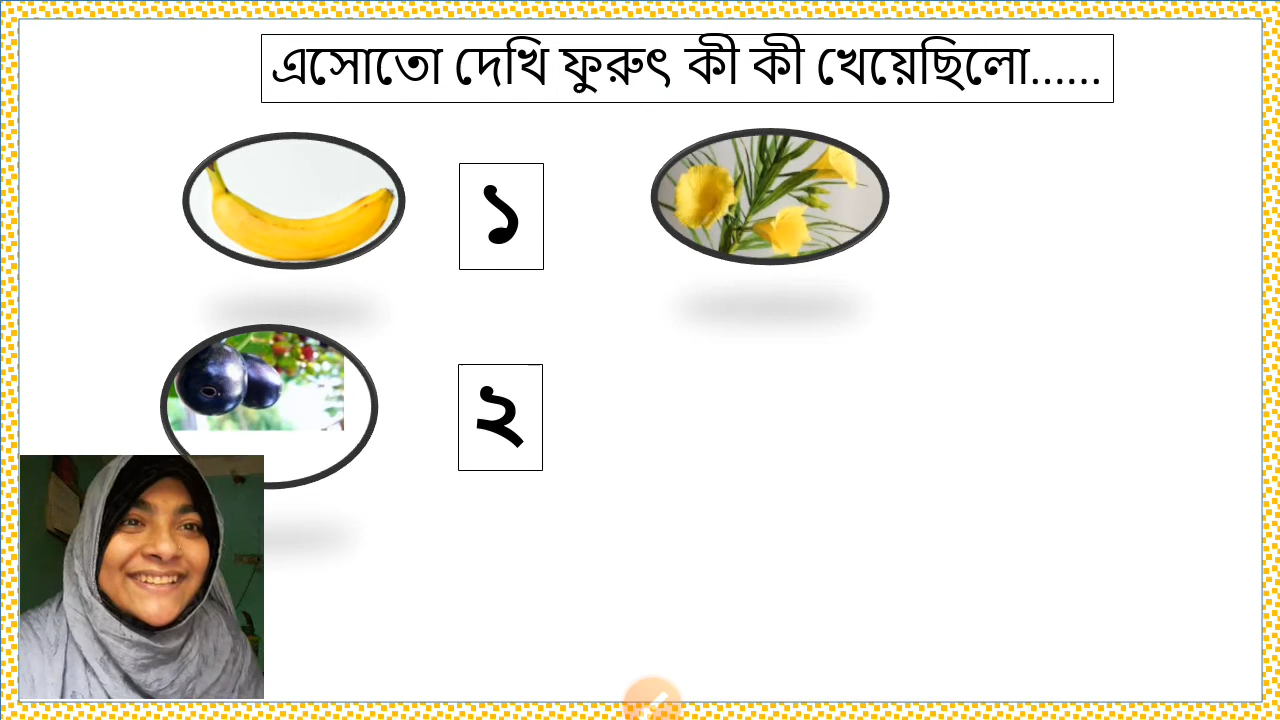 এসোতো দেখি ফুরুৎ কী কী খেয়েছিলো......
১
২